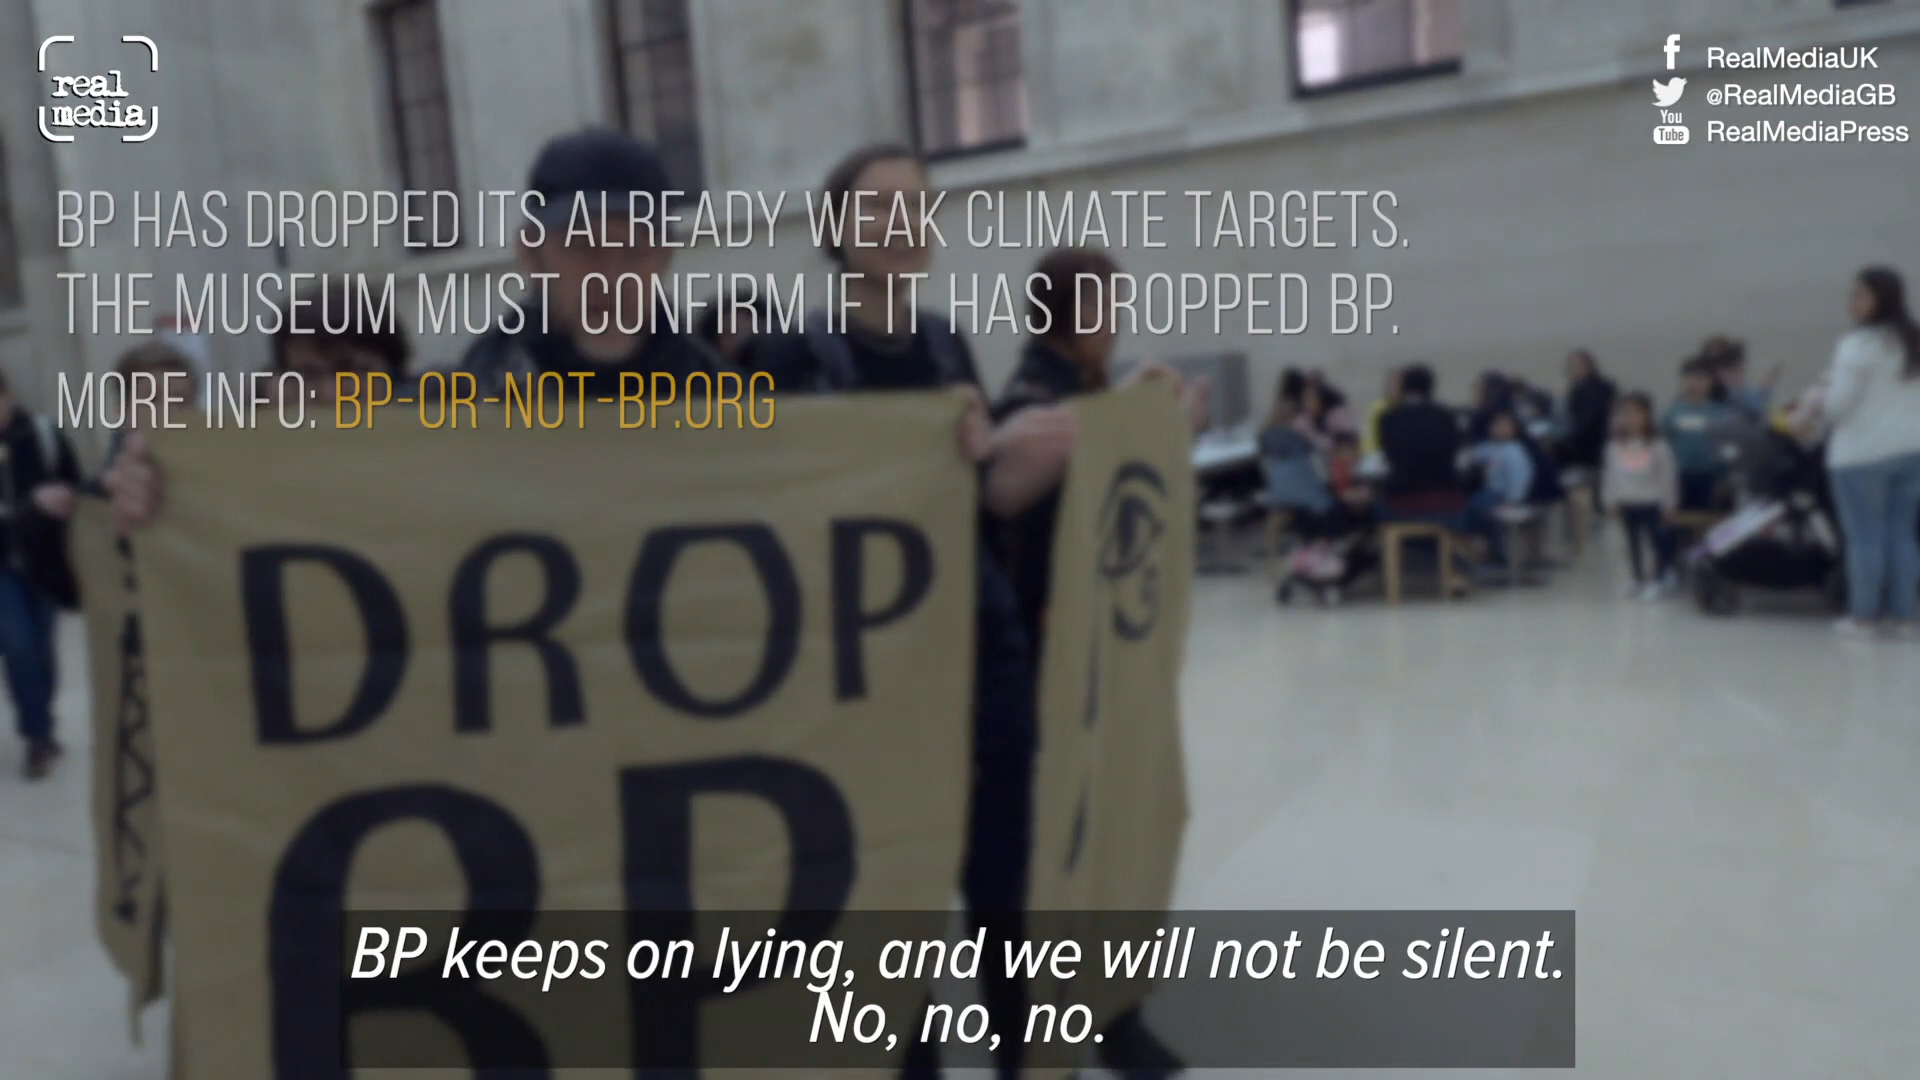 real
media
RealMediaUK
@RealMediaGB
You
Tube
RealMediaPress
BP HAS DROPPED ITS ALREADY WEAK CLIMATE TARGETS.
THE MUSEUM MUST CONFIRM IF IT HAS DROPPED BP.
MORE INFO: BP-OR-NOT-BP.ORG
DROP
BP
BP keeps on lying, and we will not be silent.
No, no, no.